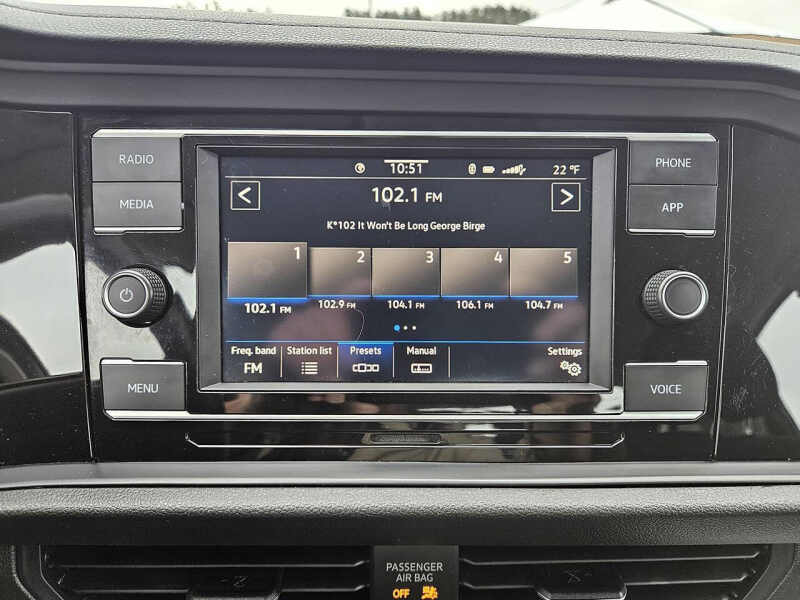 RADIO
MEDIA
MENU
10:51
22 °F
102.1 FM
K*102 It Won't Be Long George Birge
1 2 3 4 5
102.1 FM 102.9 FM 104.1 FM 106.1 FM 104.7 FM
Freq. band Station list Presets Manual Settings
FM
PHONE
APP
VOICE
PASSENGER
AIR BAG
OFF